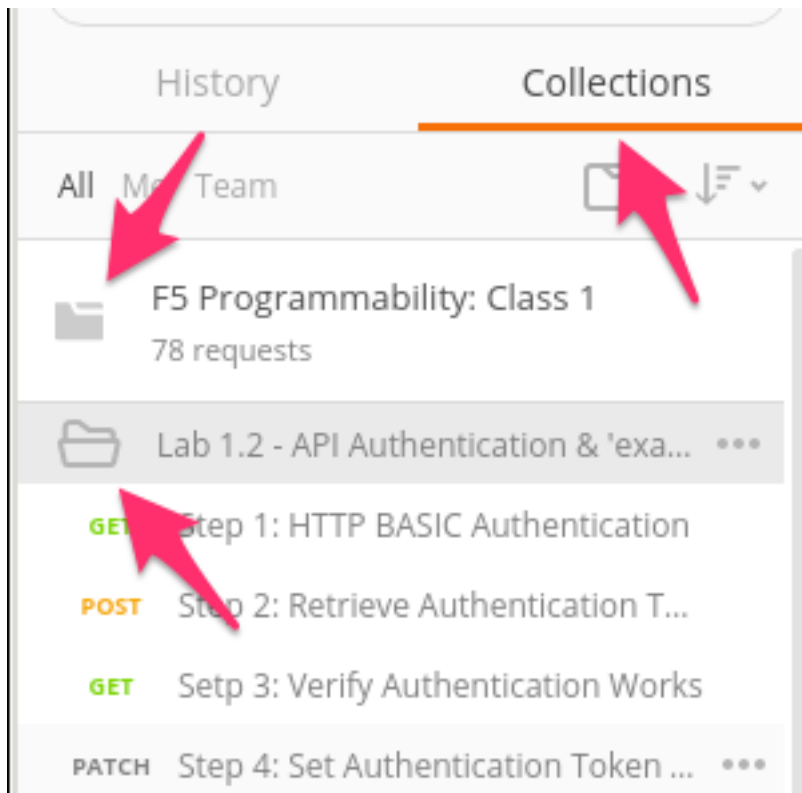 History Collections
All Me Team
F5 Programmability: Class 1
78 requests
Lab 1.2 - API Authentication & 'exa...
GET Step 1: HTTP BASIC Authentication
POST Step 2: Retrieve Authentication T...
GET Setp 3: Verify Authentication Works
PATCH Step 4: Set Authentication Token ...